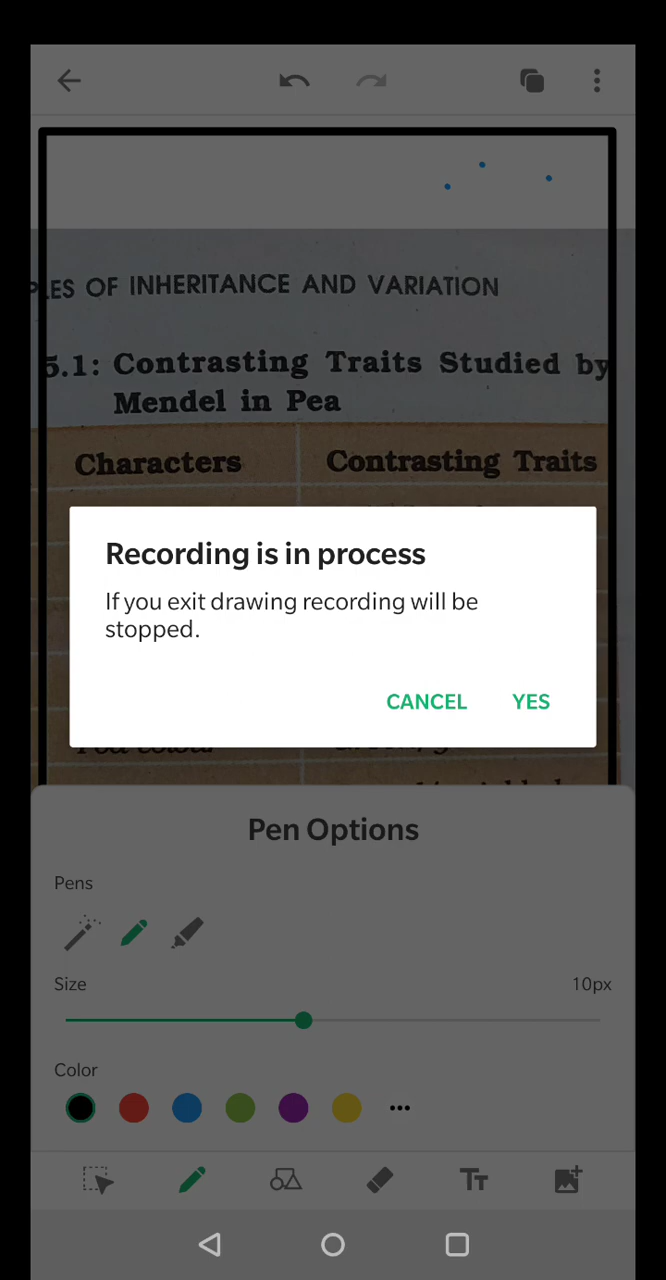 PLES OF INHERITANCE AND VARIATION
5.1: Contrasting Traits Studied by
Mendel in Pea
Characters Contrasting Traits
Recording is in process
If you exit drawing recording will be
stopped.
CANCEL YES
Pen Options
Pens
Size 10px
Color
Tт